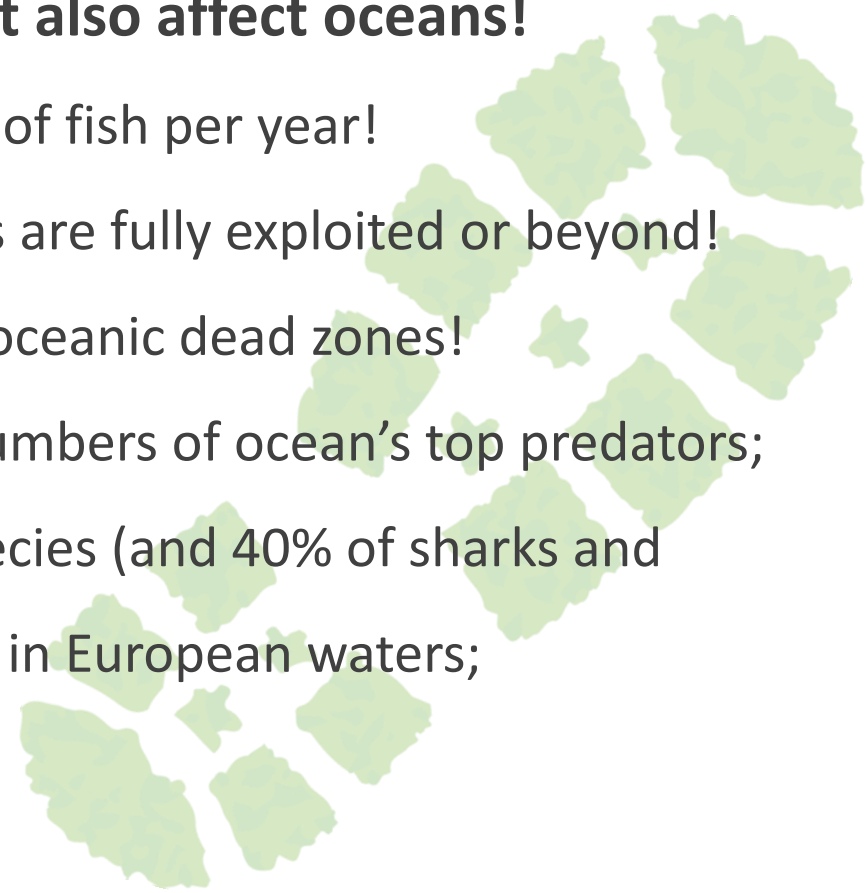 t also affect oceans!
of fish per year!
s are fully exploited or beyond!
oceanic dead zones!
umbers of ocean’s top predators;
ecies (and 40% of sharks and
in European waters;